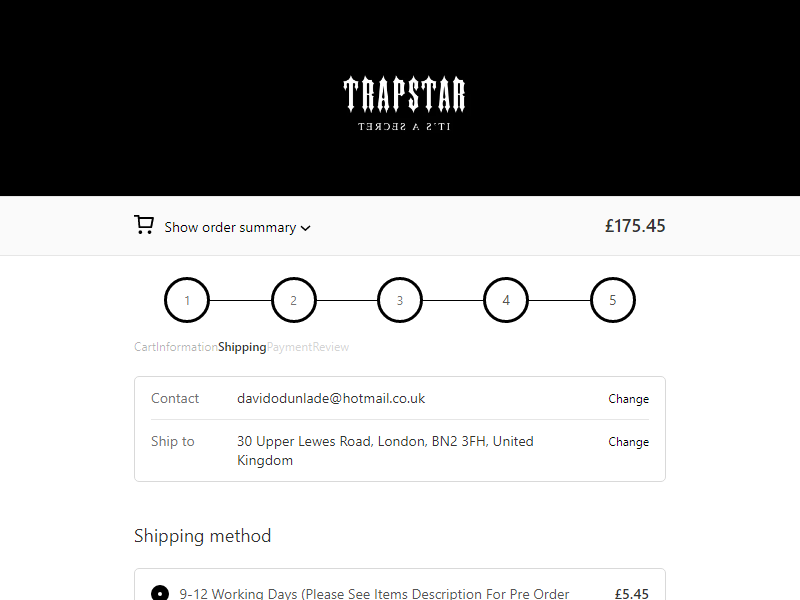 TRAPSTAR
IT'S A SECRET
Show order summary
£175.45
1 2 3 4 5
CartInformationShippingPaymentReview
Contact davidodunlade@hotmail.co.uk Change
Ship to 30 Upper Lewes Road, London, BN2 3FH, United Change
Kingdom
Shipping method
9-12 Working Days (Please See Items Description For Pre Order £5.45